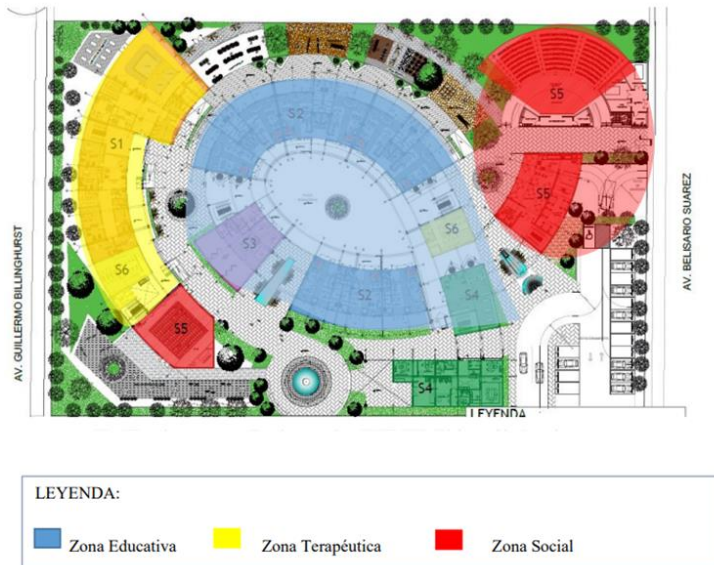 S5
S2
S1
S5
AV. BELISARIO SUAREZ
S3
S6
AV. GUILLERMO BILLINGHURST
S6
S2
S4
S5
S4
LEYENDA
LEYENDA:
Zona Educativa
Zona Terapéutica
Zona Social